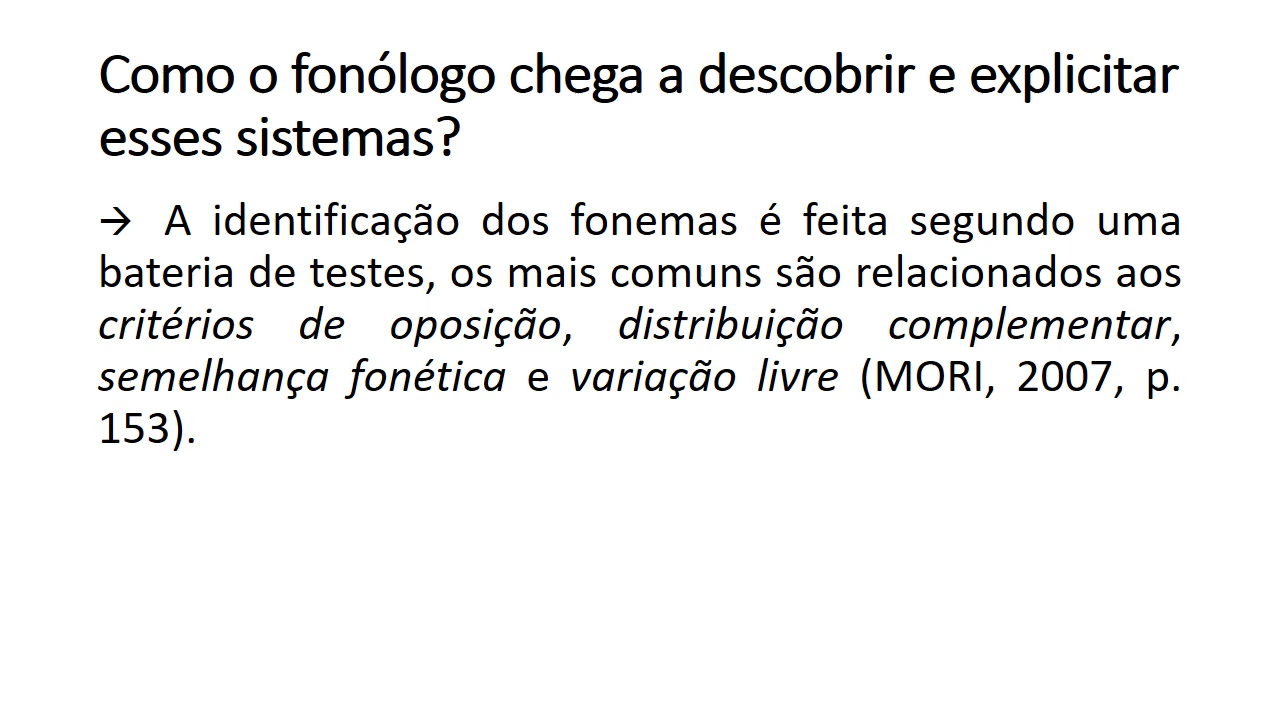 Como o fonólogo chega a descobrir e explicitar
esses sistemas?
→ A identificação dos fonemas é feita segundo uma
bateria de testes, os mais comuns são relacionados aos
critérios de oposição, distribuição complementar,
semelhança fonética e variação livre (MORI, 2007, p.
153).